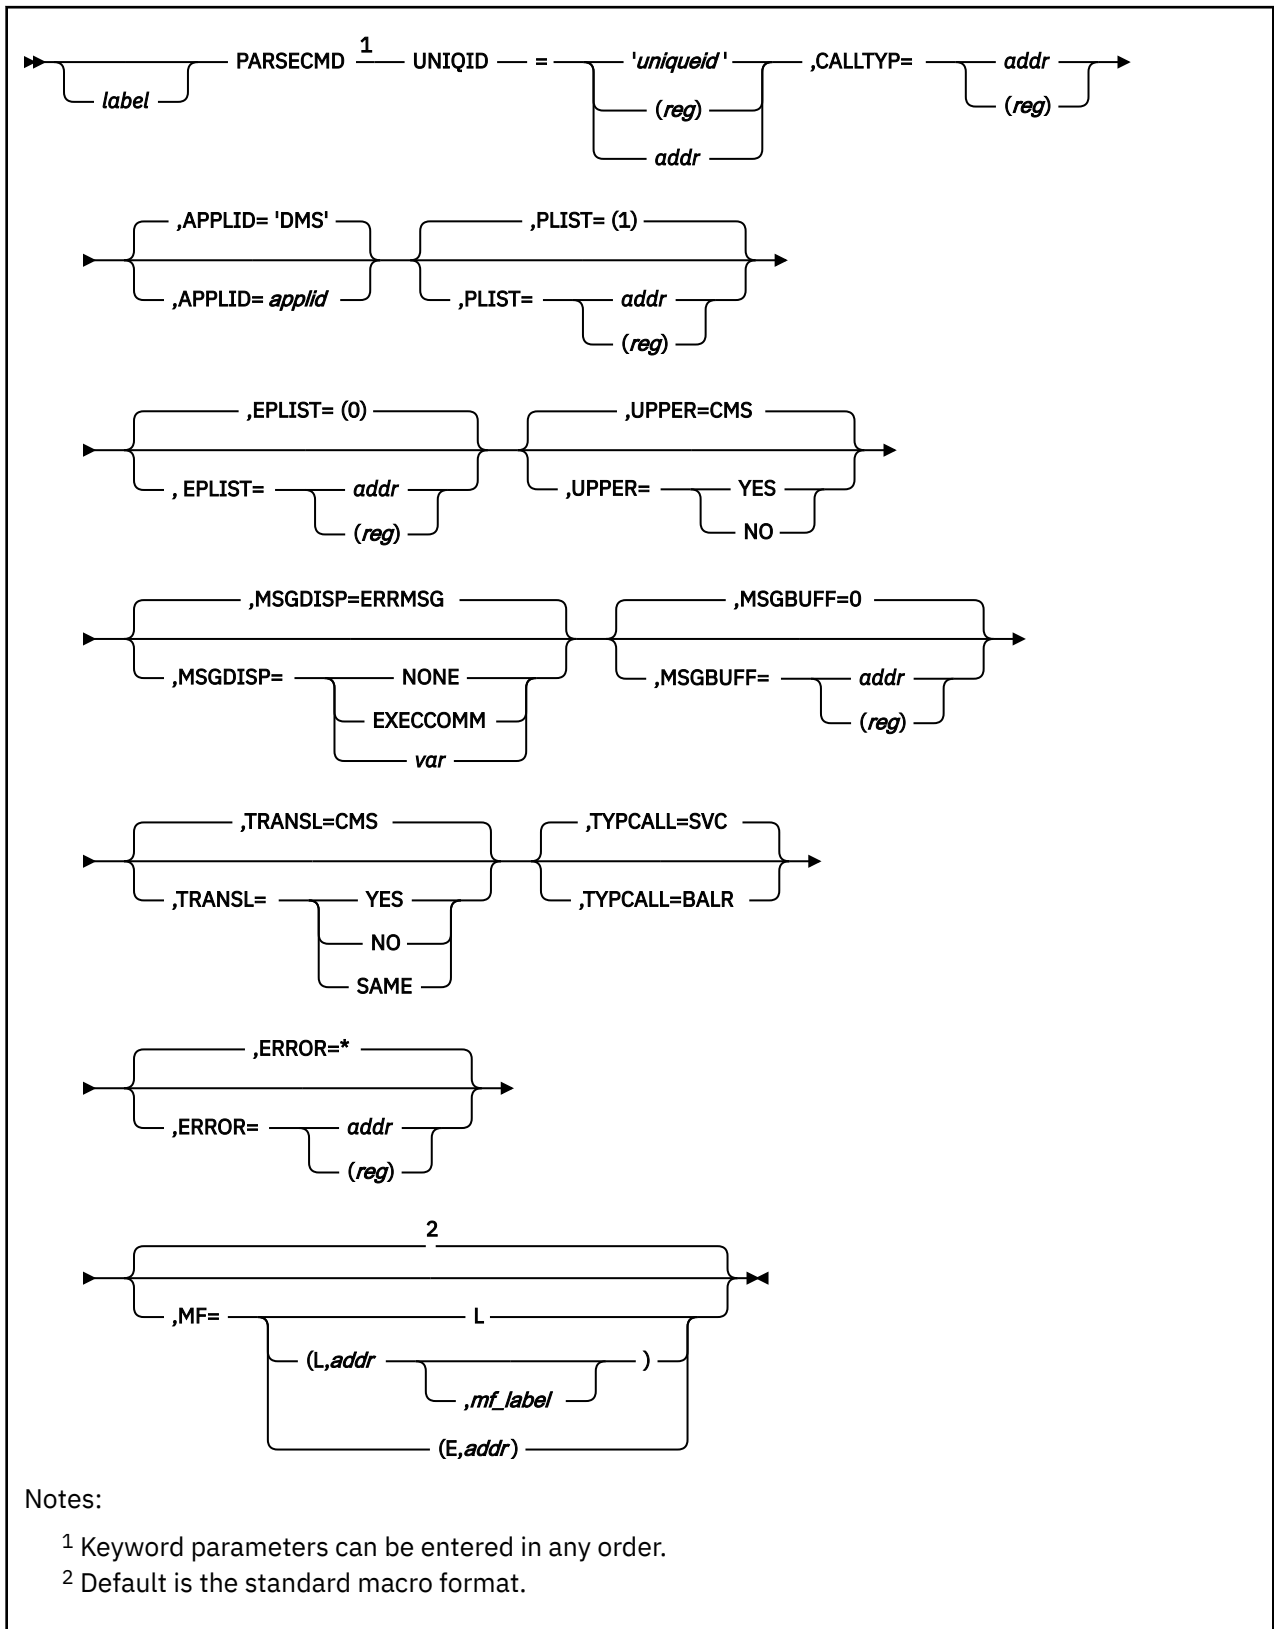 PARSECMD 1 UNIQID = 'uniqueid' ,CALLTYP= addr
label (reg) (reg)
addr
,APPLID= 'DMS' ,PLIST= (1)
,APPLID= applid ,PLIST= addr
(reg)
,EPLIST= (0) ,UPPER=CMS
, EPLIST= addr ,UPPER= YES
(reg) NO
,MSGDISP=ERRMSG ,MSGBUFF=0
,MSGDISP= NONE ,MSGBUFF= addr
EXECCOMM (reg)
var
,TRANSL=CMS ,TYPCALL=SVC
,TRANSL= YES ,TYPCALL=BALR
NO
SAME
,ERROR=*
,ERROR= addr
(reg)
2
,MF= L
(L,addr ,mf_label )
(E,addr)
Notes:
1 Keyword parameters can be entered in any order.
2 Default is the standard macro format.